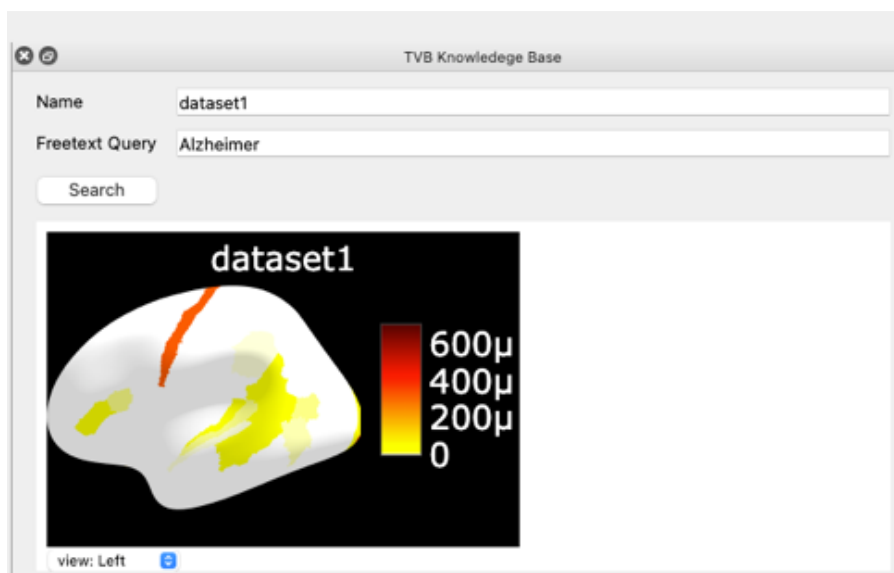 TVB Knowledege Base
Name dataset1
Freetext Query Alzheimer
Search
dataset1
600μ
400μ
200μ
0
view: Left